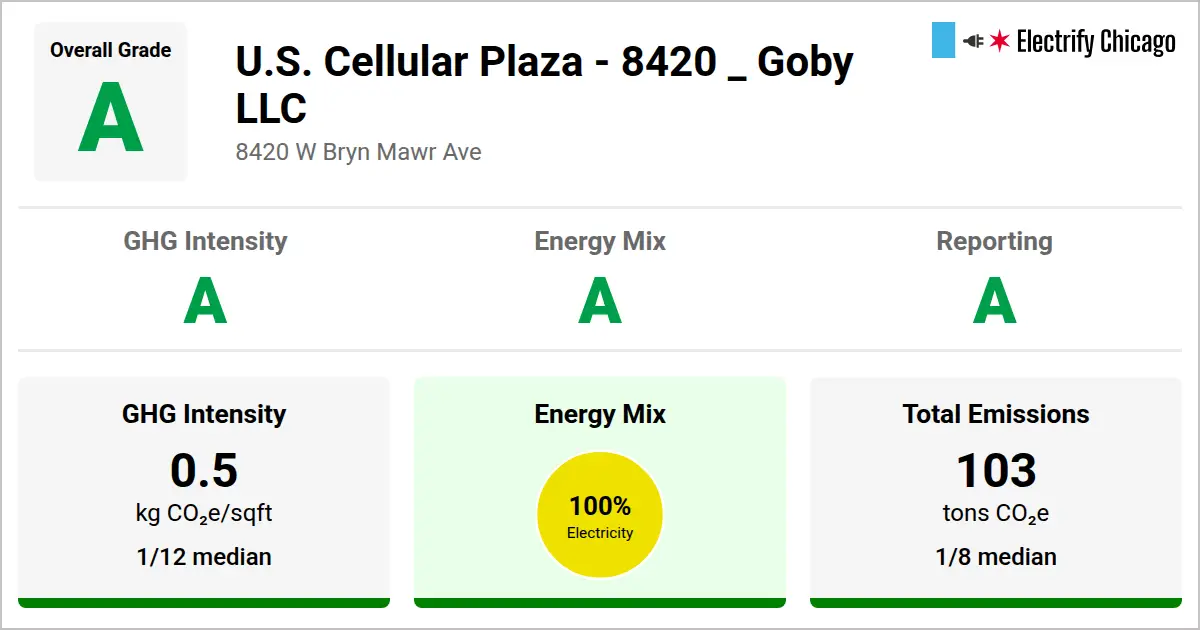 Overall Grade
A
U.S. Cellular Plaza - 8420 _ Goby
LLC
8420 W Bryn Mawr Ave
Electrify Chicago
GHG Intensity
A
Energy Mix
A
Reporting
A
GHG Intensity
0.5
kg CO₂e/sqft
1/12 median
Energy Mix
100%
Electricity
Total Emissions
103
tons CO₂e
1/8 median